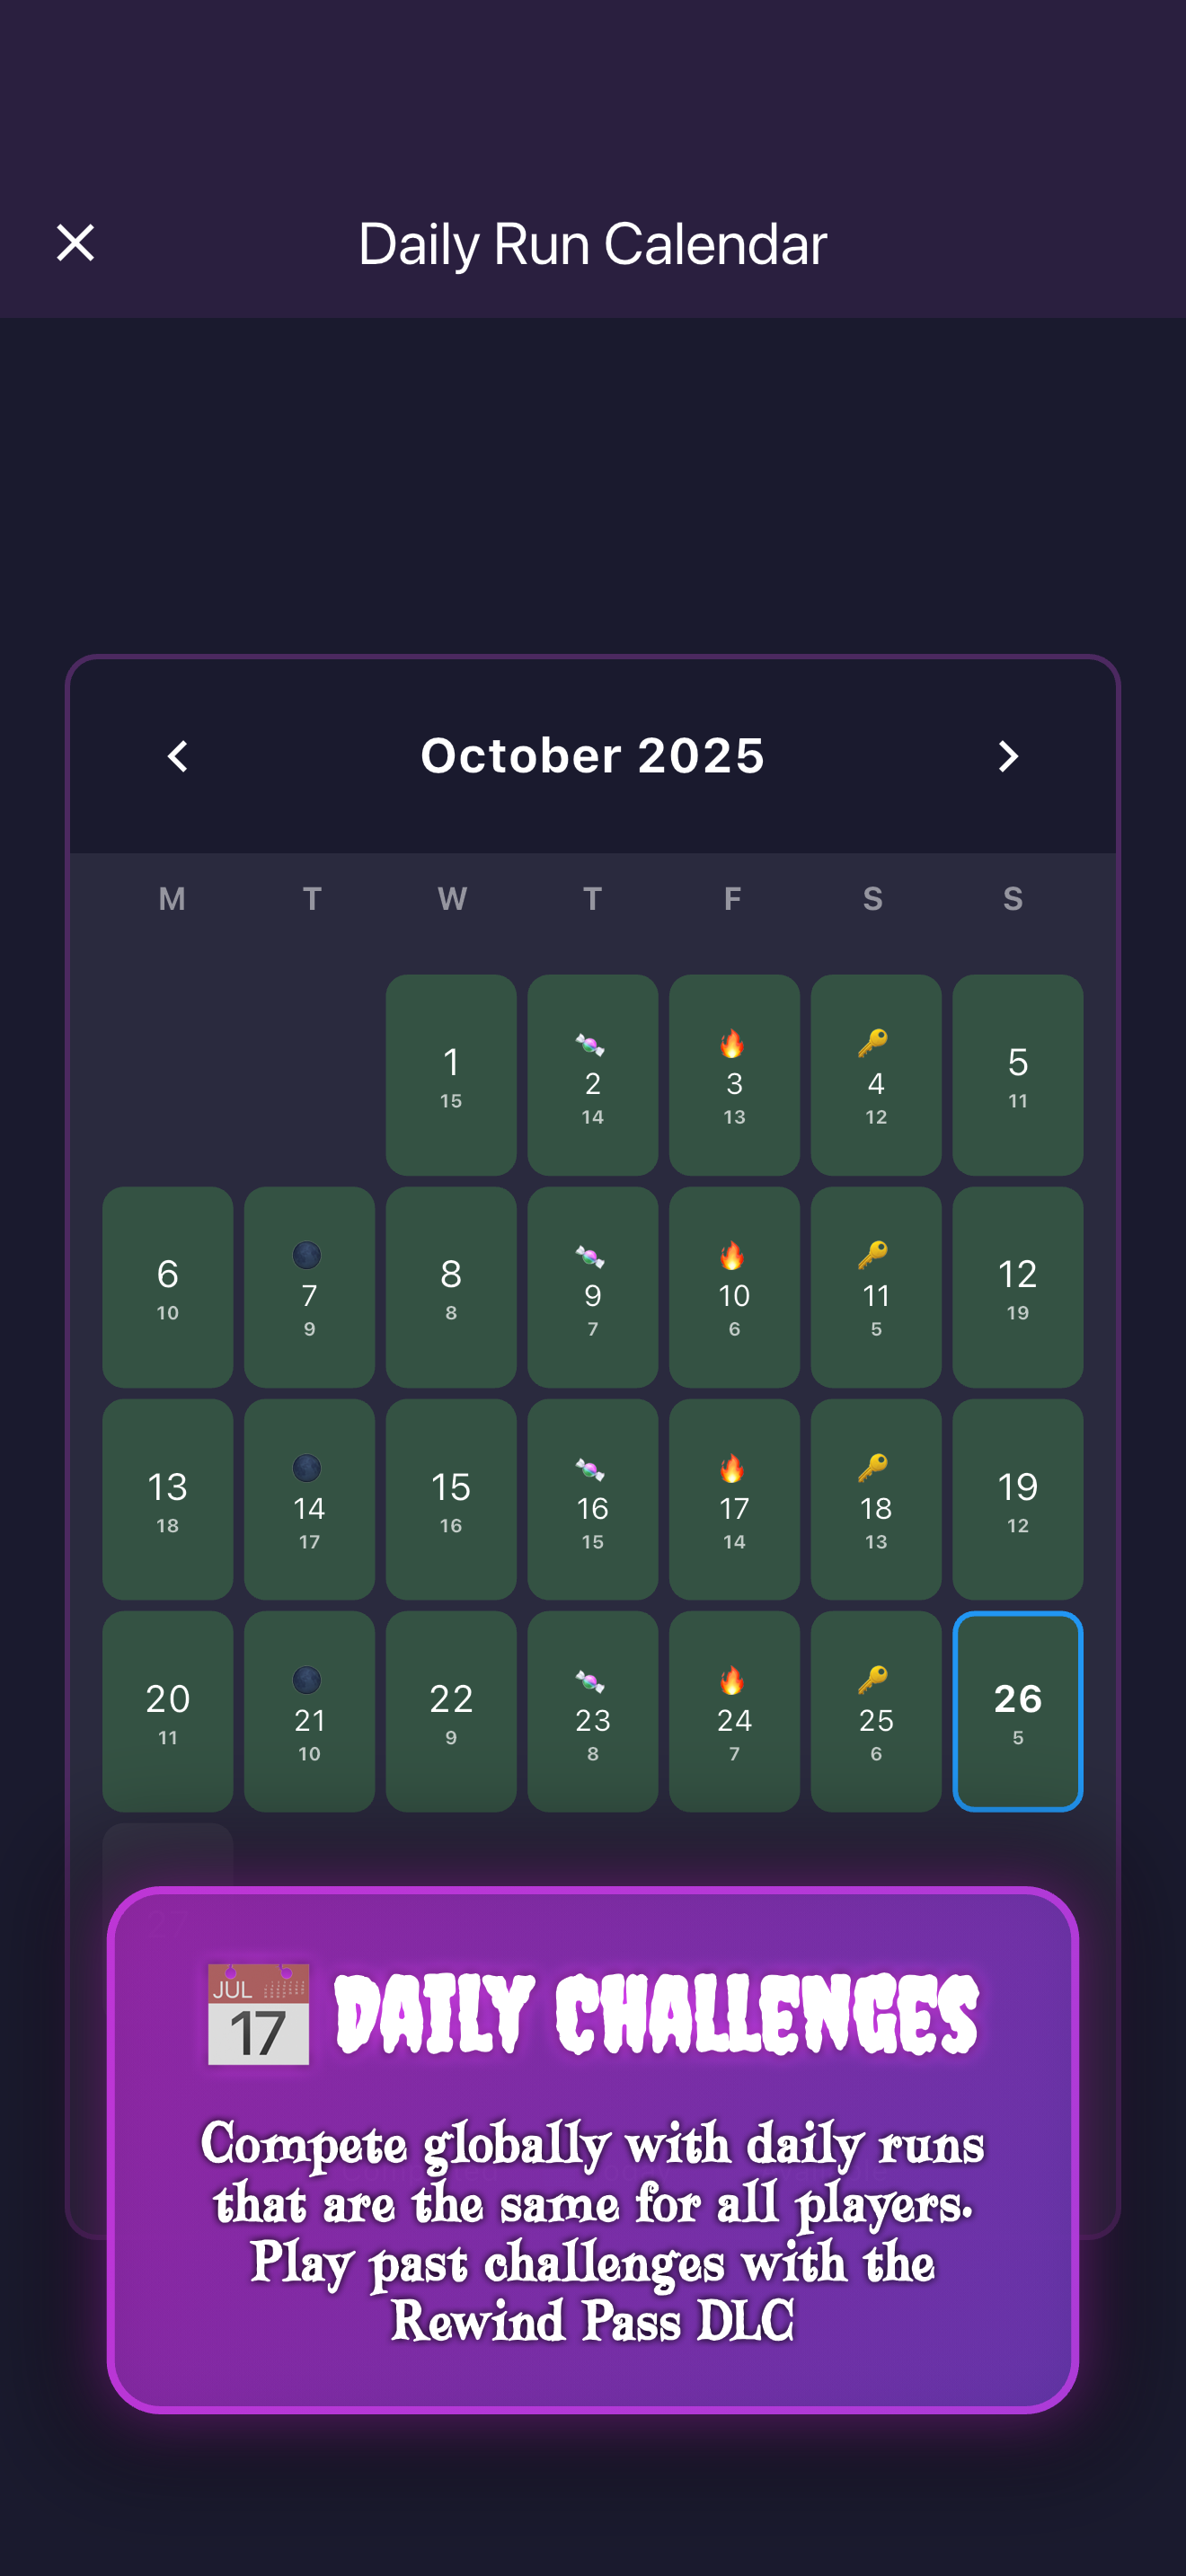 Daily Run Calendar
October 2025
M T W T F S S
1 2 3 4 5
15 14 13 12 11
6 7 8 9 10 11 12
10 9 8 7 6 5 19
13 14 15 16 17 18 19
18 17 16 15 14 13 12
20 21 22 23 24 25 26
11 10 9 8 7 6 5
27
JUL
17
DAILY CHALLENGES
Compete globally with daily runs
that are the same for all players.
Play past challenges with the
Rewind Pass DLC